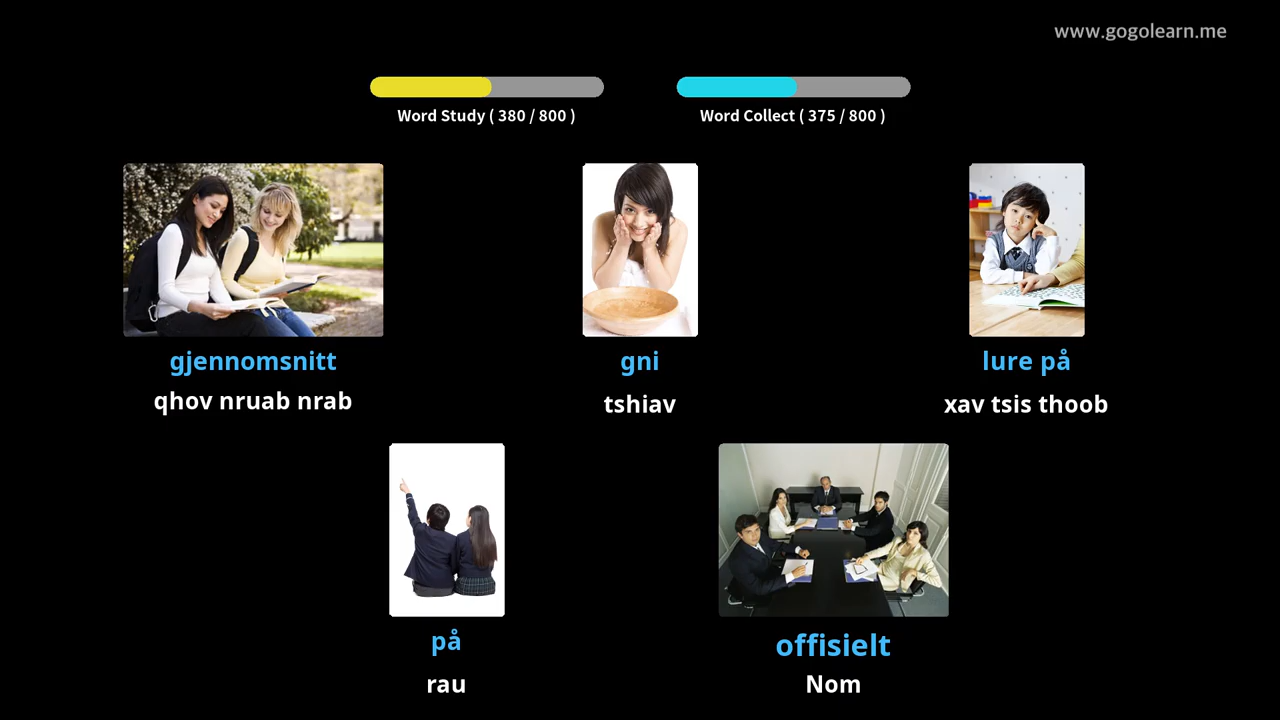 www.gogolearn.me
Word Study ( 380 / 800 )
Word Collect ( 375 / 800 )
gjennomsnitt
qhov nruab nrab
gni
tshiav
lure på
xav tsis thoob
på
rau
offisielt
Nom